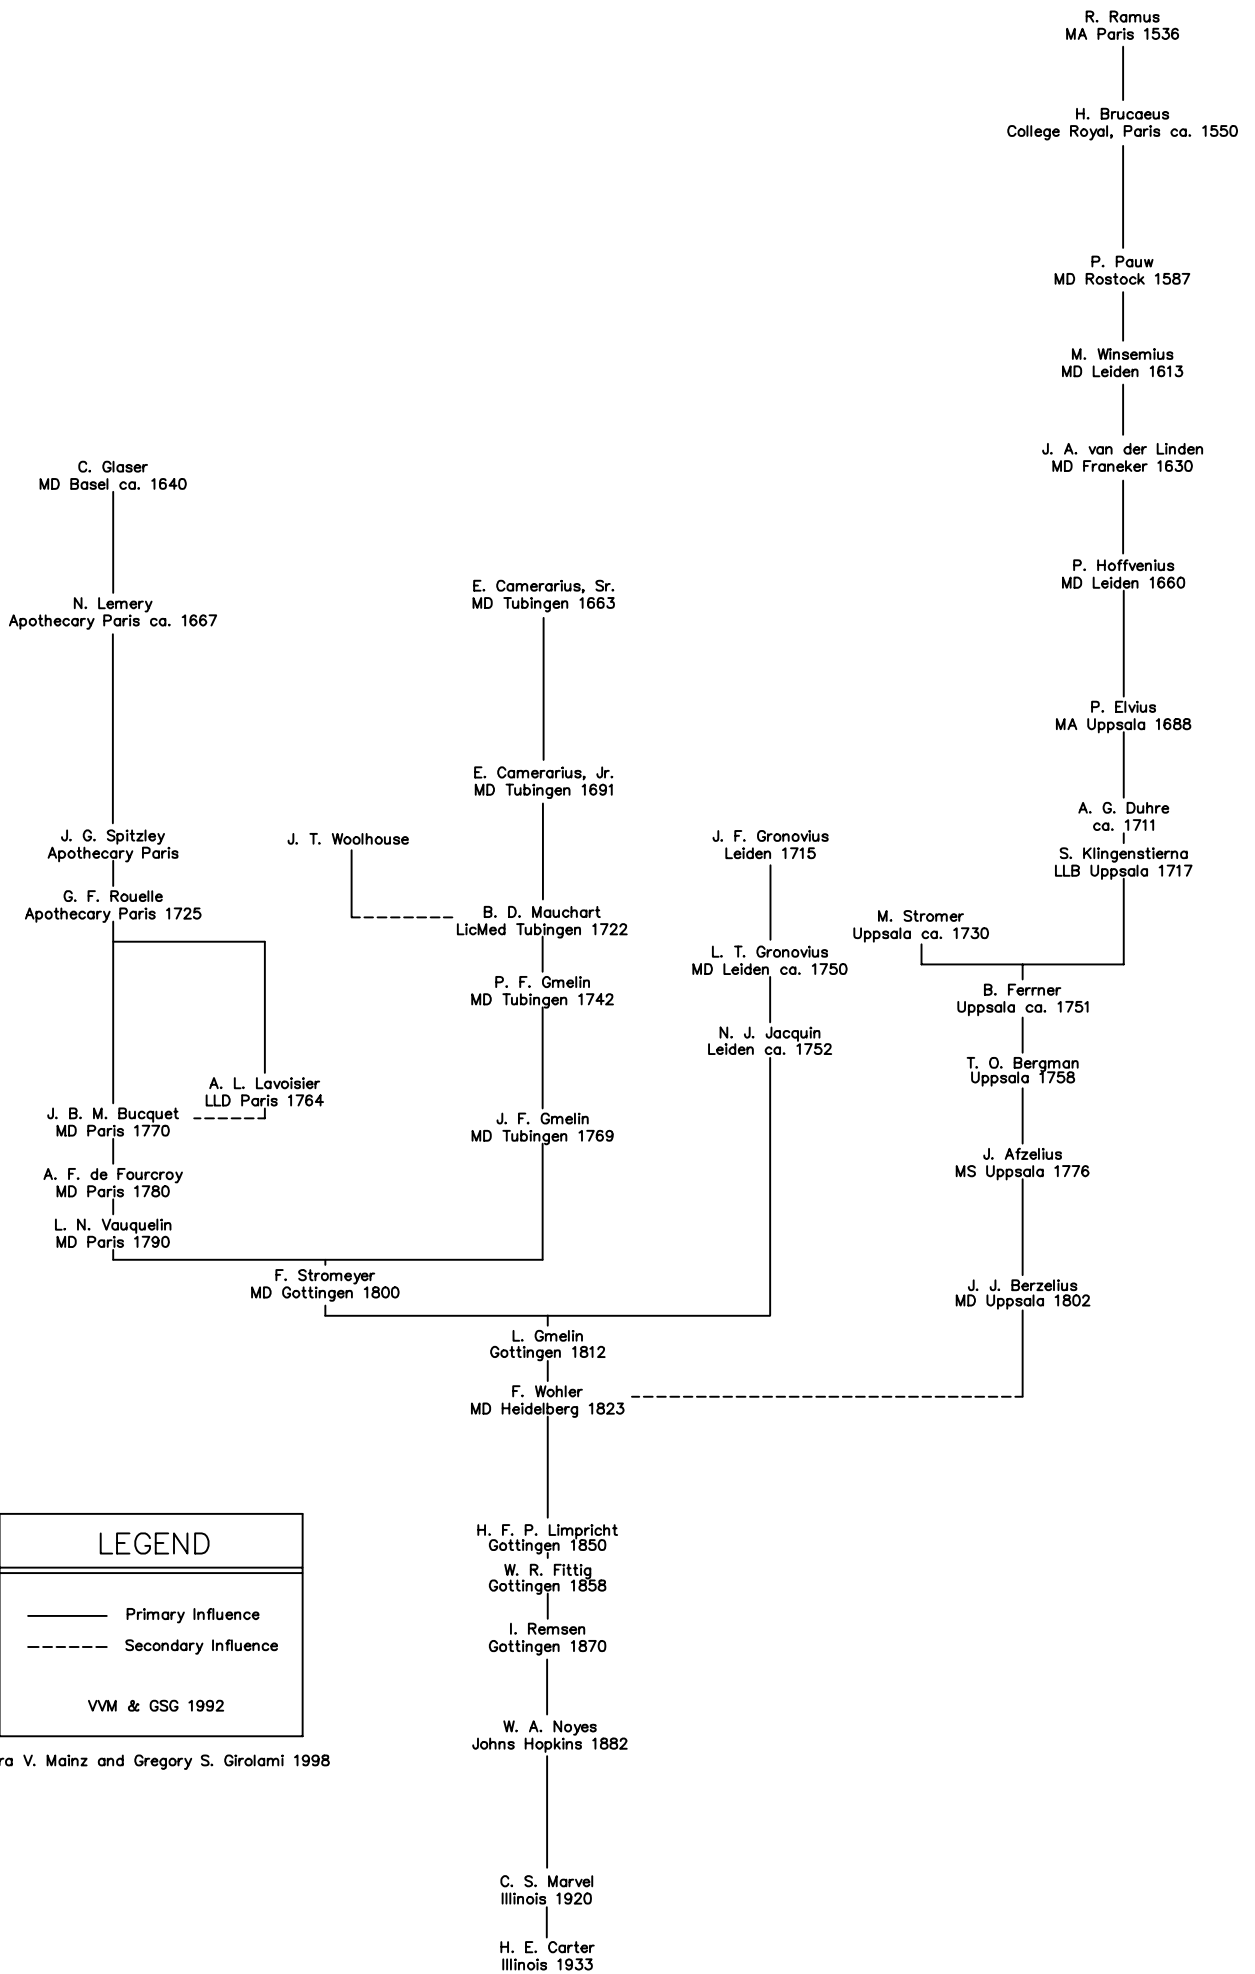 R. Ramus
MA Paris 1536
H. Brucaeus
College Royal, Paris ca. 1550
P. Pauw
MD Rostock 1587
M. Winsemius
MD Leiden 1613
J. A. van der Linden
MD Franeker 1630
C. Glaser
MD Basel ca. 1640
P. Hoffvenius
MD Leiden 1660
E. Camerarius, Sr.
MD Tubingen 1663
N. Lemery
Apothecary Paris ca. 1667
P. Elvius
MA Uppsala 1688
E. Camerarius, Jr.
MD Tubingen 1691
A. G. Duhre
ca. 1711
J. G. Spitzley
Apothecary Paris
J. T. Woolhouse
J. F. Gronovius
Leiden 1715
S. Klingenstierna
LLB Uppsala 1717
G. F. Rouelle
Apothecary Paris 1725
B. D. Mauchart
LicMed Tubingen 1722
M. Stromer
Uppsala ca. 1730
L. T. Gronovius
MD Leiden ca. 1750
P. F. Gmelin
MD Tubingen 1742
B. Ferrner
Uppsala ca. 1751
N. J. Jacquin
Leiden ca. 1752
T. O. Bergman
Uppsala 1758
A. L. Lavoisier
LLD Paris 1764
J. B. M. Bucquet
MD Paris 1770
J. F. Gmelin
MD Tubingen 1769
J. Afzelius
MS Uppsala 1776
A. F. de Fourcroy
MD Paris 1780
L. N. Vauquelin
MD Paris 1790
F. Stromeyer
MD Gottingen 1800
J. J. Berzelius
MD Uppsala 1802
L. Gmelin
Gottingen 1812
F. Wohler
MD Heidelberg 1823
H. F. P. Limpricht
Gottingen 1850
W. R. Fittig
Gottingen 1858
I. Remsen
Gottingen 1870
W. A. Noyes
Johns Hopkins 1882
C. S. Marvel
Illinois 1920
H. E. Carter
Illinois 1933
LEGEND
Primary Influence
Secondary Influence
VVM & GSG 1992
ra V. Mainz and Gregory S. Girolami 1998